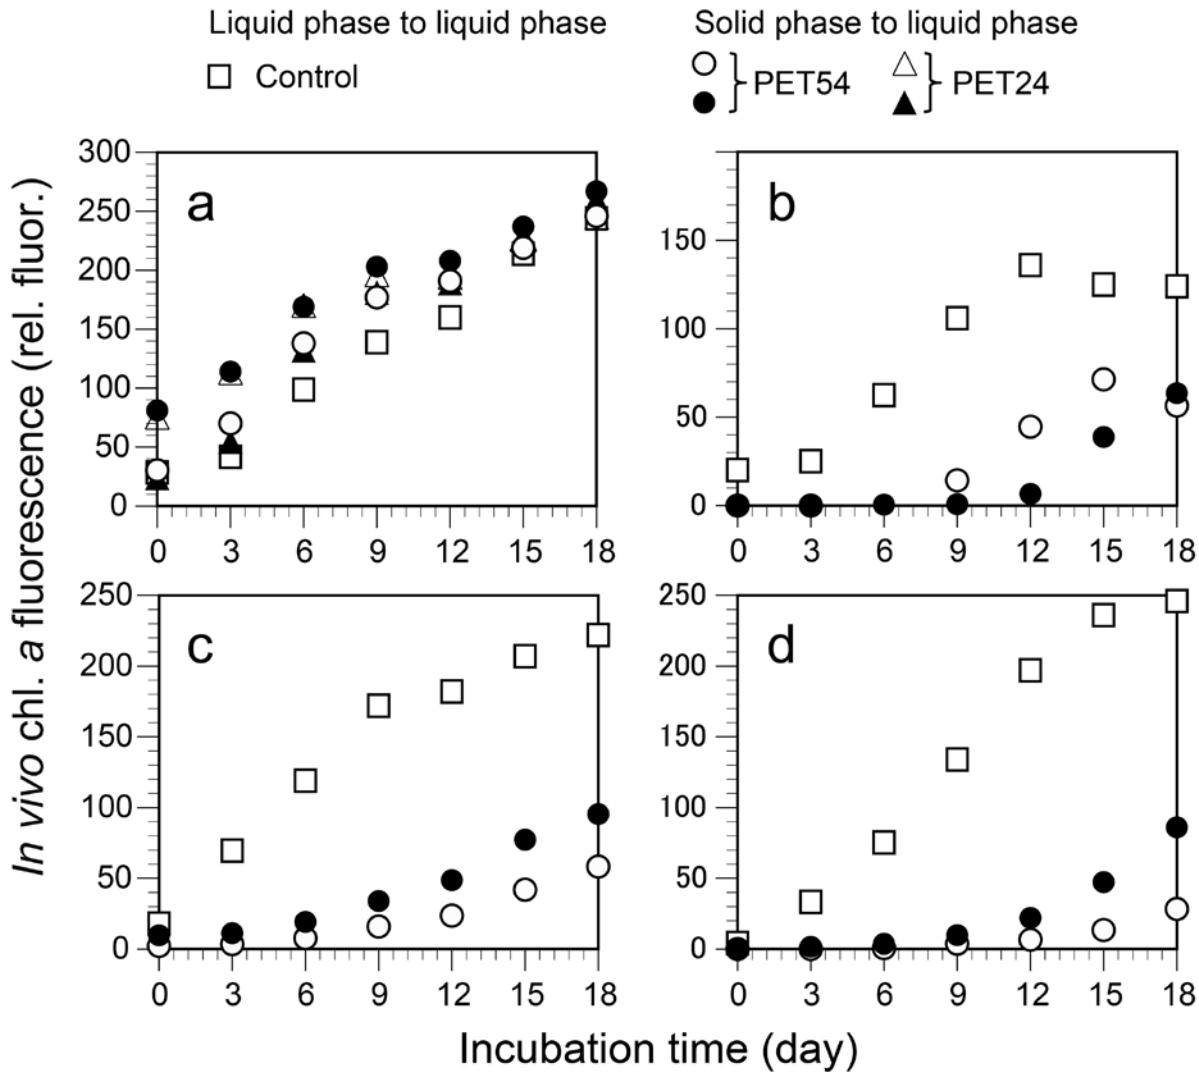 Liquid phase to liquid phase
Solid phase to liquid phase
Control
PET54
PET24
In vivo chl. a fluorescence (rel. fluor.)
a
300
250
200
150
100
50
0
0 3 6 9 12 15 18
b
150
100
50
0
0 3 6 9 12 15 18
c
250
200
150
100
50
0
0 3 6 9 12 15 18
d
250
200
150
100
50
0
0 3 6 9 12 15 18
Incubation time (day)